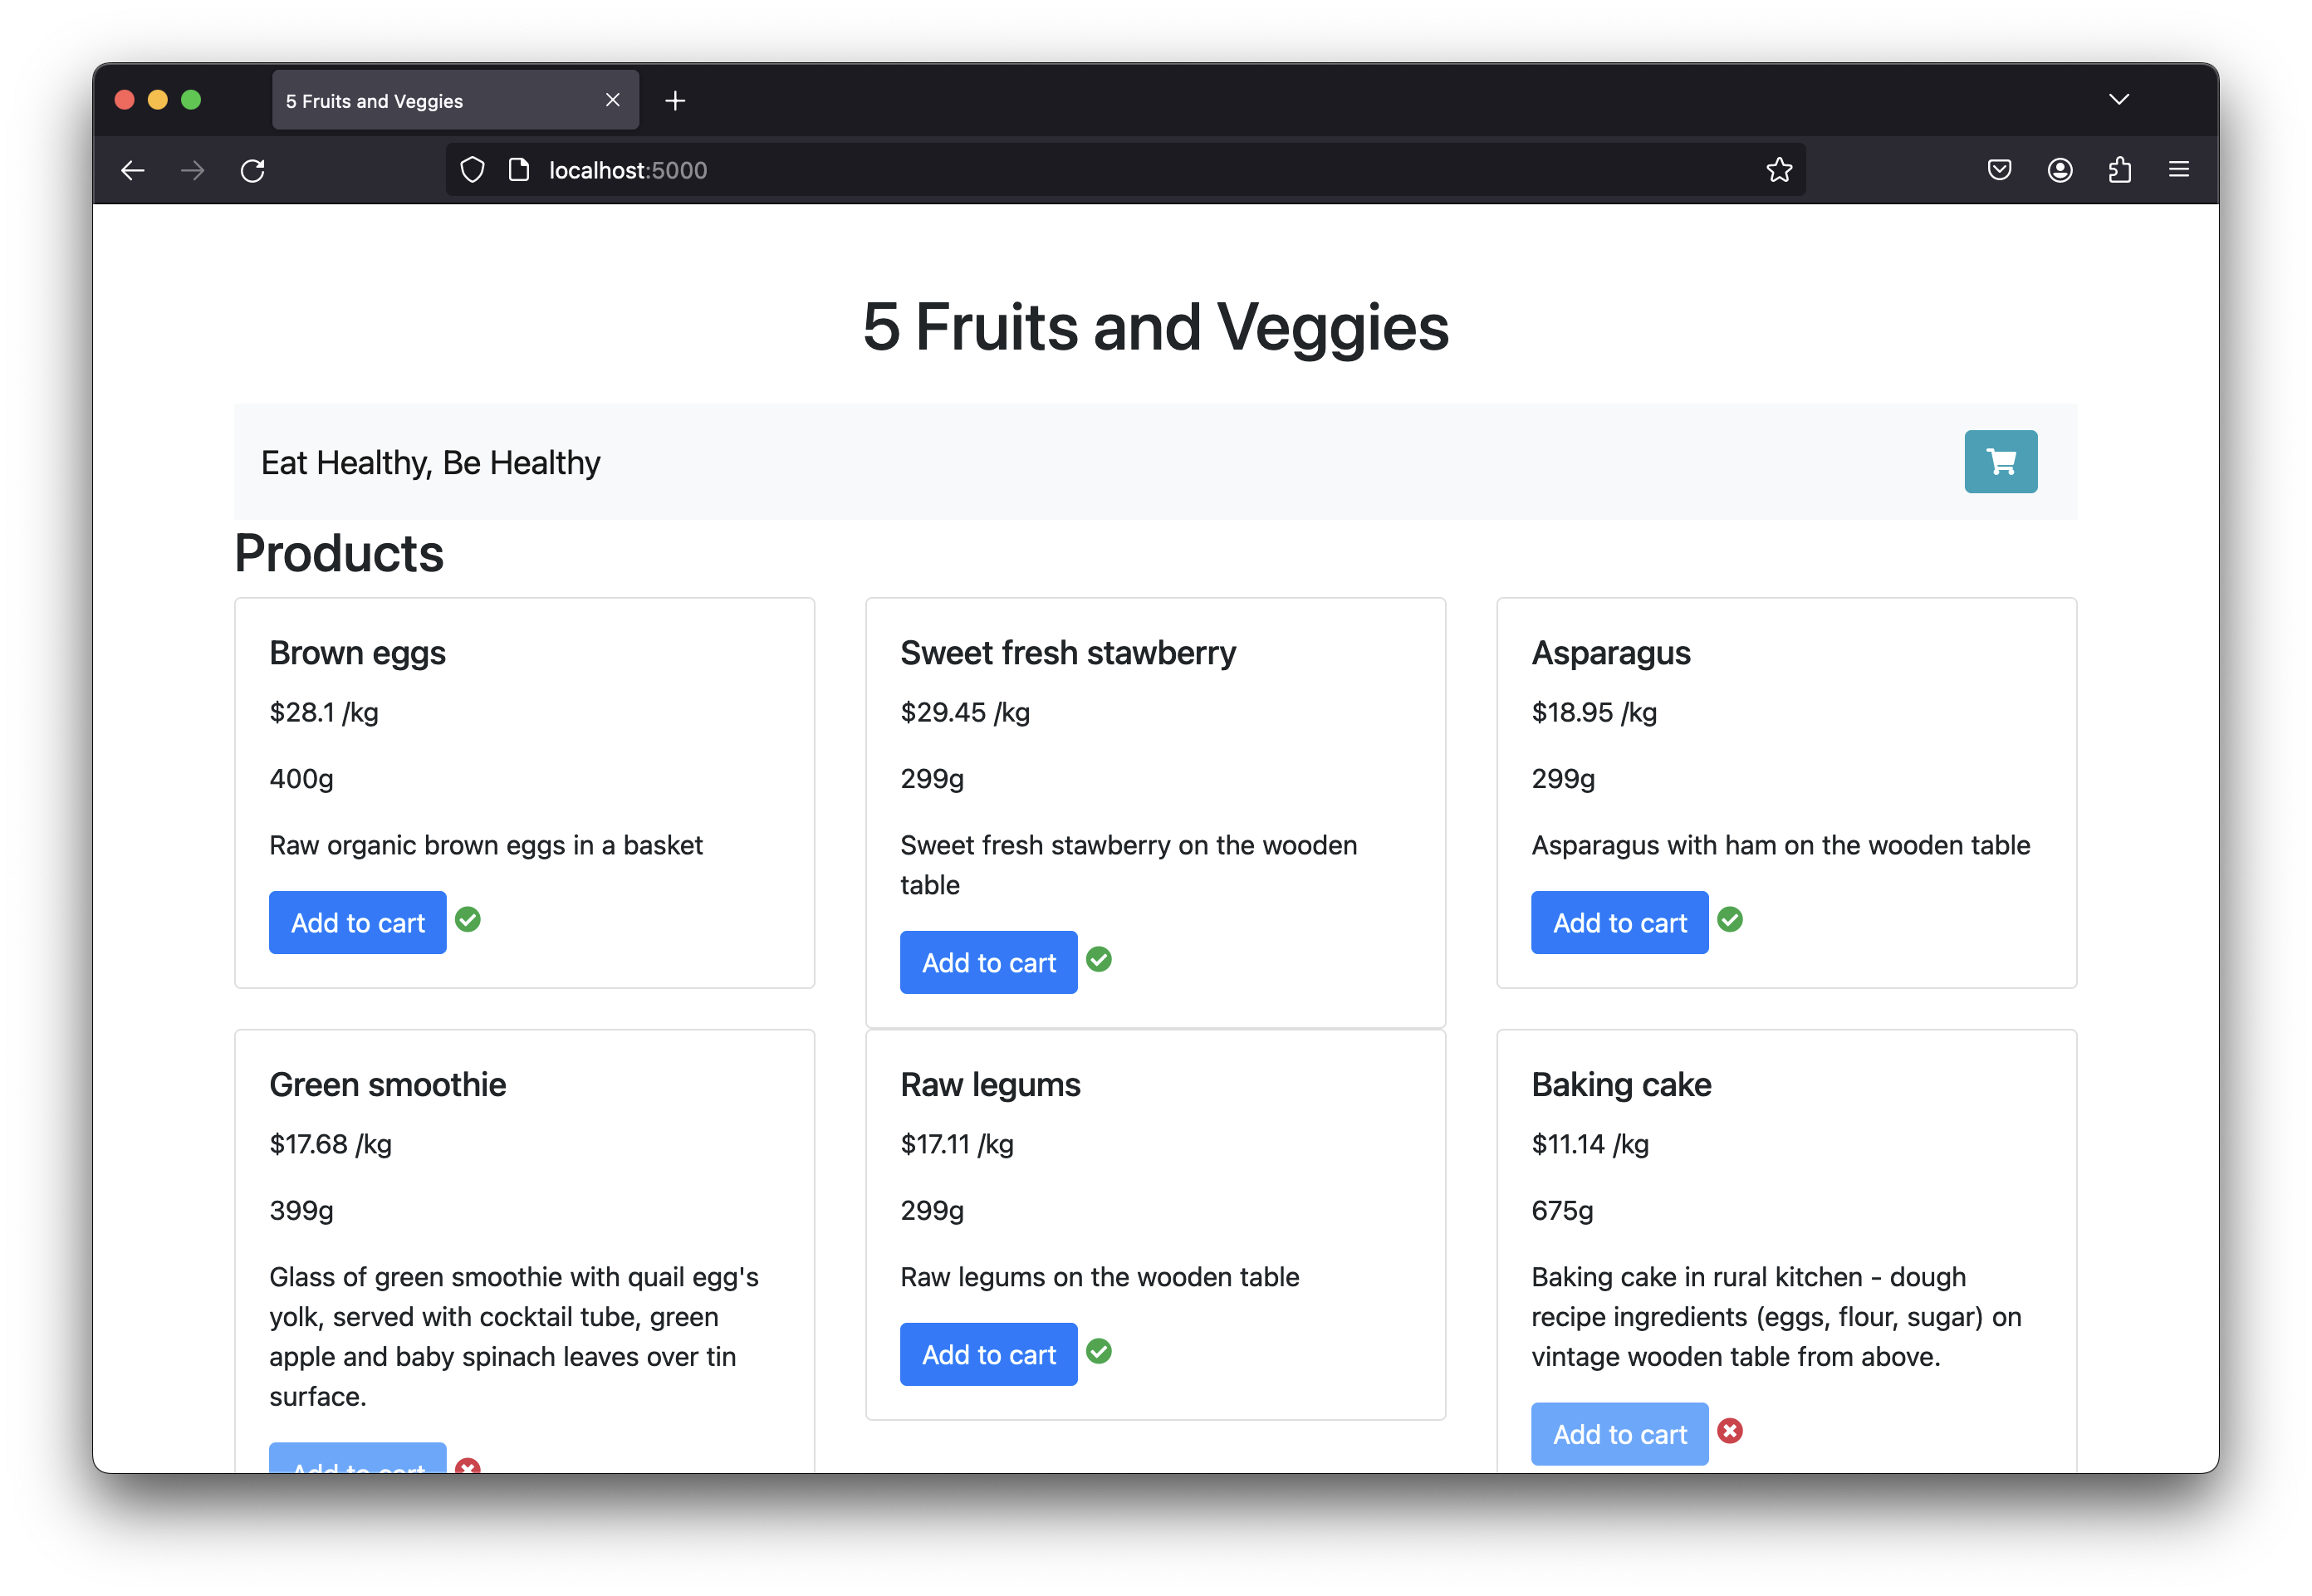 5 Fruits and Veggies
localhost:5000
5 Fruits and Veggies
Eat Healthy, Be Healthy
Products
Brown eggs
$28.1 /kg
400g
Raw organic brown eggs in a basket
Add to cart
Sweet fresh stawberry
$29.45 /kg
299g
Sweet fresh stawberry on the wooden
table
Add to cart
Asparagus
$18.95 /kg
299g
Asparagus with ham on the wooden table
Add to cart
Green smoothie
$17.68 /kg
399g
Glass of green smoothie with quail egg's
yolk, served with cocktail tube, green
apple and baby spinach leaves over tin
surface.
Add to cart
Raw legums
$17.11 /kg
299g
Raw legums on the wooden table
Add to cart
Baking cake
$11.14 /kg
675g
Baking cake in rural kitchen - dough
recipe ingredients (eggs, flour, sugar) on
vintage wooden table from above.
Add to cart